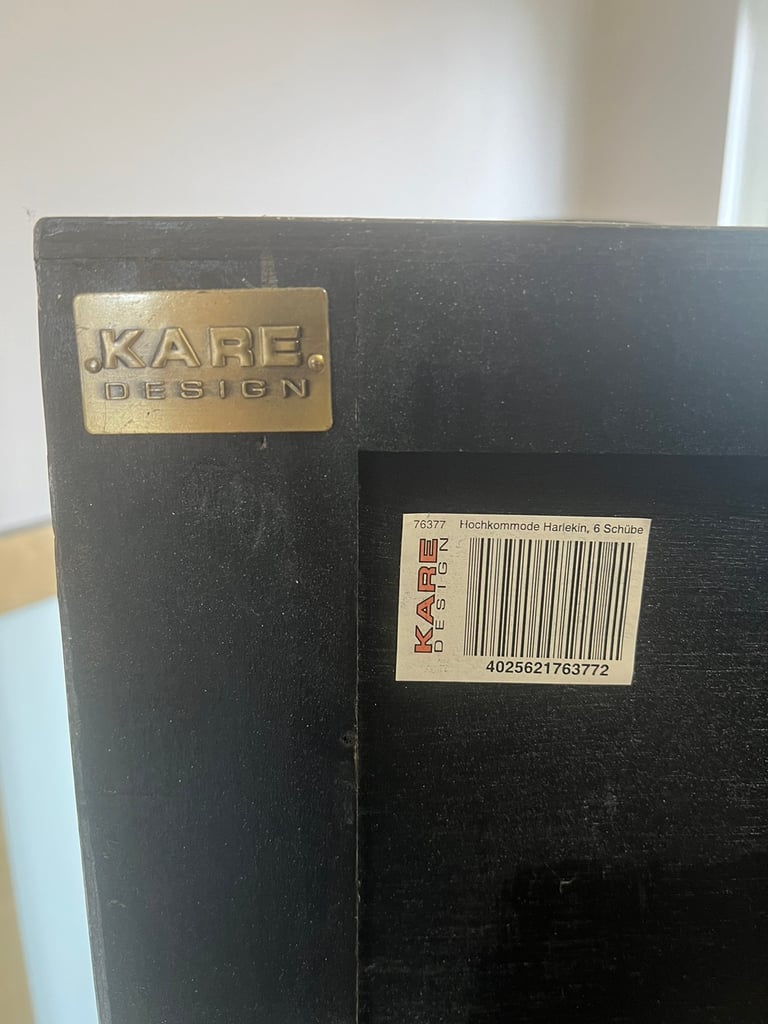 KARE
DESIGN
76377 Hochkommode Harlekin, 6 Schübe
KARE
DESIGN
4025621763772